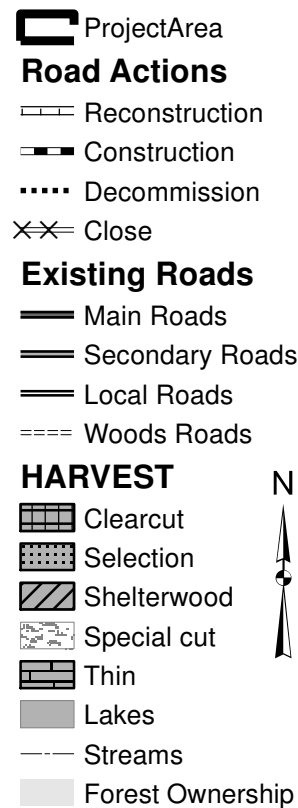 ProjectArea
Road Actions
Reconstruction
Construction
Decommission
Close
Existing Roads
Main Roads
Secondary Roads
Local Roads
Woods Roads
HARVEST
N
Clearcut
Selection
Shelterwood
Special cut
Thin
Lakes
Streams
Forest Ownership